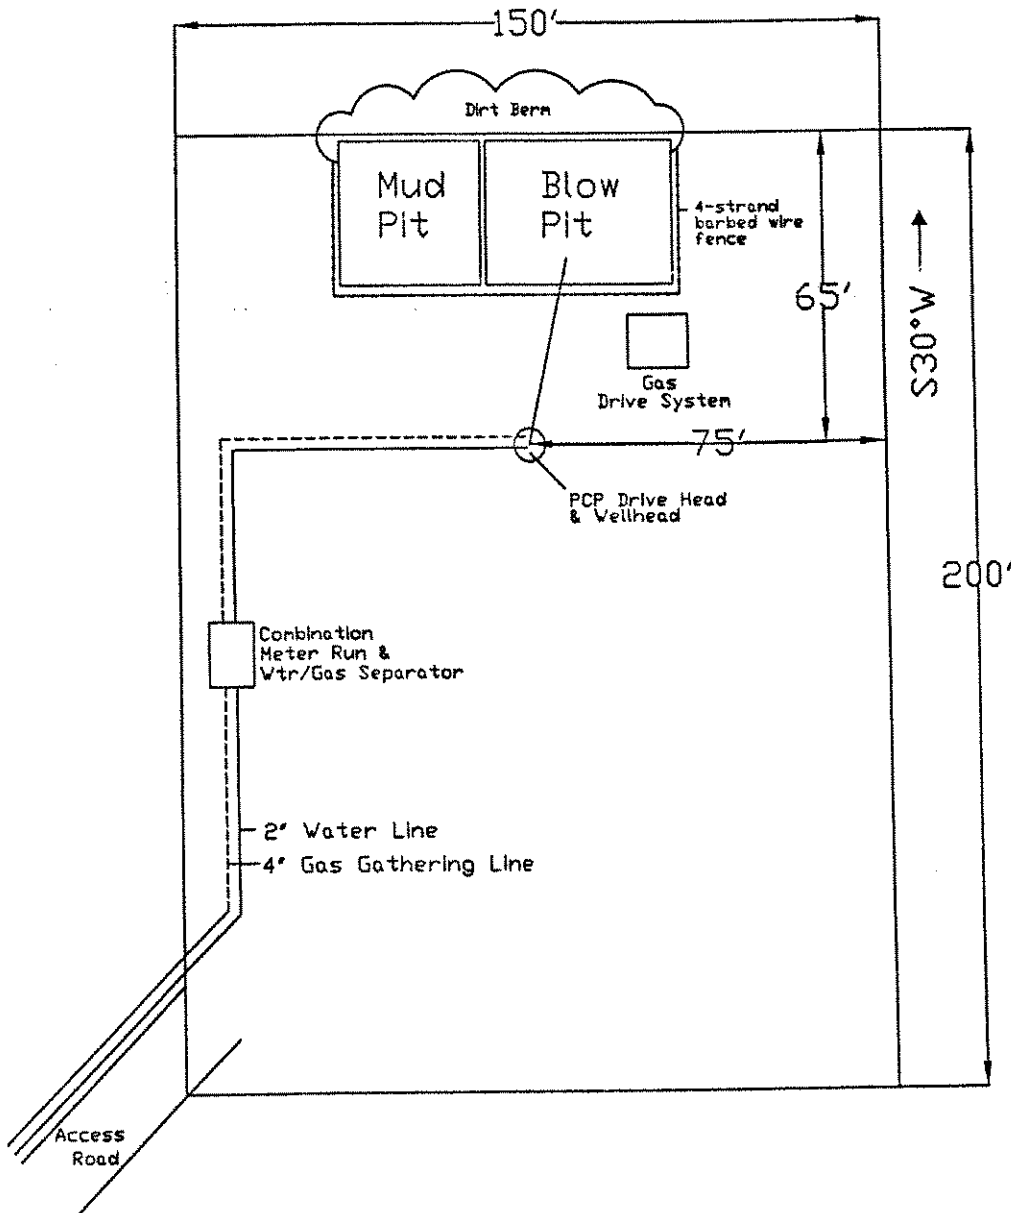 150'
Dirt Berm
Mud
Pit
Blow
Pit
4-strand
barbed wire
fence
65'
S30°W
Gas
Drive System
75'
PCP Drive Head
& Wellhead
200'
Combination
Meter Run &
Wtr/Gas Separator
2" Water Line
4" Gas Gathering Line
Access
Road